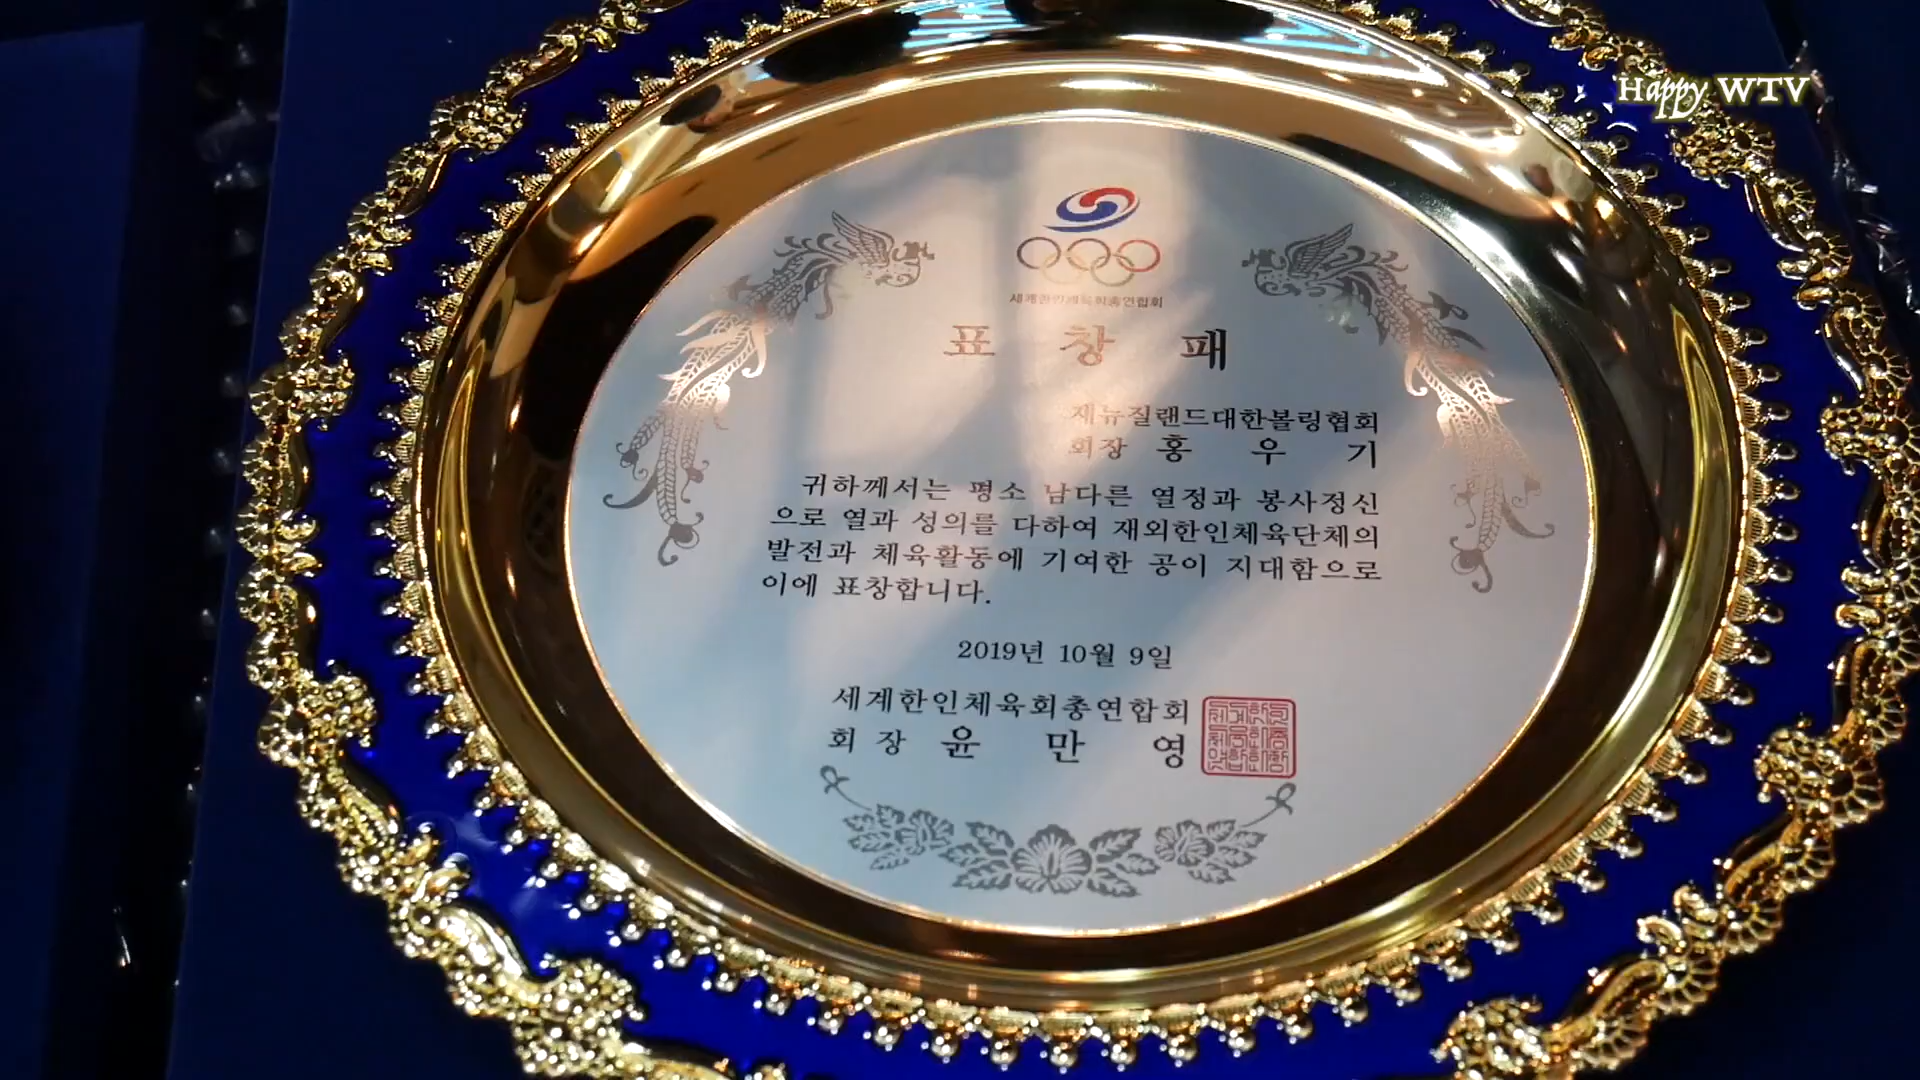 Happy WTV
세계한인체육회총연합회
표 창 패
재뉴질랜드대한볼링협회
회장 홍 우 기
귀하께서는 평소 남다른 열정과 봉사정신
으로 열과 성의를 다하여 재외한인체육단체의
발전과 체육활동에 기여한 공이 지대함으로
이에 표창합니다.
2019년 10월 9일
세계한인체육회총연합회
회 장 윤 만 영